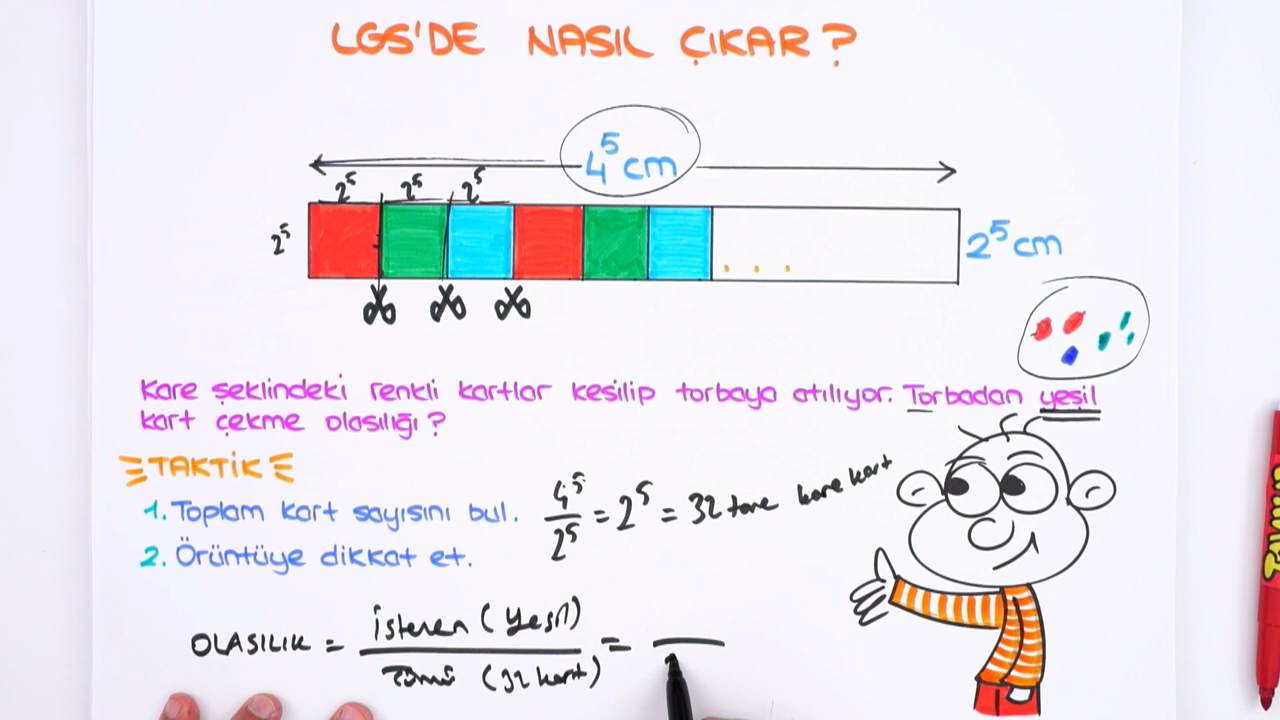 LGS'DE NASIL ÇIKAR?
4⁵ cm
2⁵ 2⁵ 2⁵
2⁵
2⁵ cm
Kare şeklindeki renkli kartlar kesilip torbaya atılıyor. Torbadan yeşil
kart çekme olasılığı?
TAKTİK
1. Toplam kart sayısını bul.
4⁵/2⁵ = 2⁵ = 32 tane kare kart
2. Örüntüye dikkat et.
OLASILIK = İstenen (Yeşil) / Tümü (32 kart) =